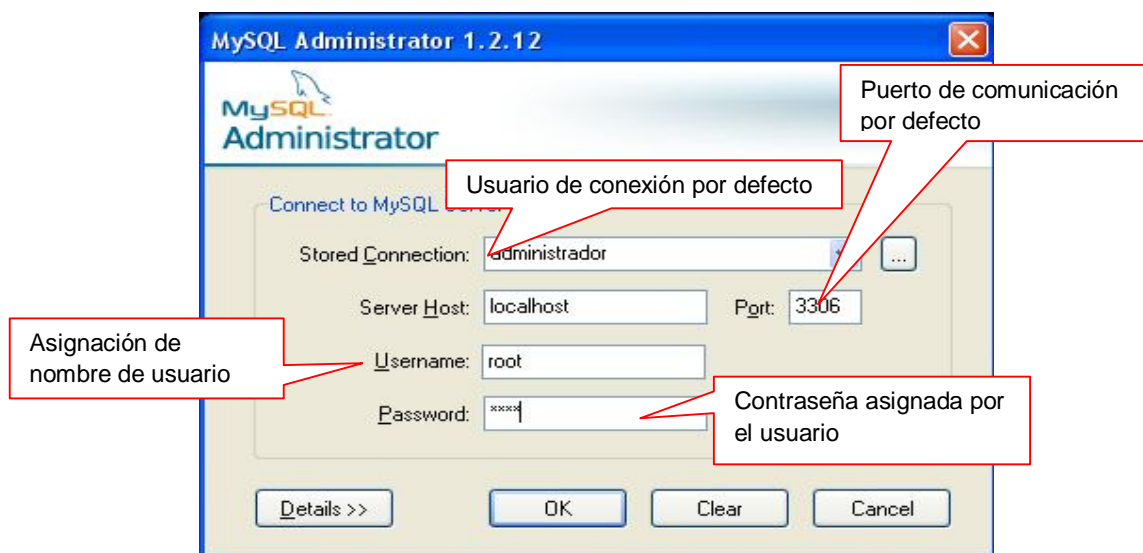 MySQL Administrator 1.2.12
MySQL
Administrator
Puerto de comunicación
por defecto
Usuario de conexión por defecto
Connect to MySQL
Stored Connection: administrador
...
Server Host: localhost Port: 3306
Asignación de
nombre de usuario
Username: root
Password: ****
Contraseña asignada por
el usuario
Details >> OK Clear Cancel